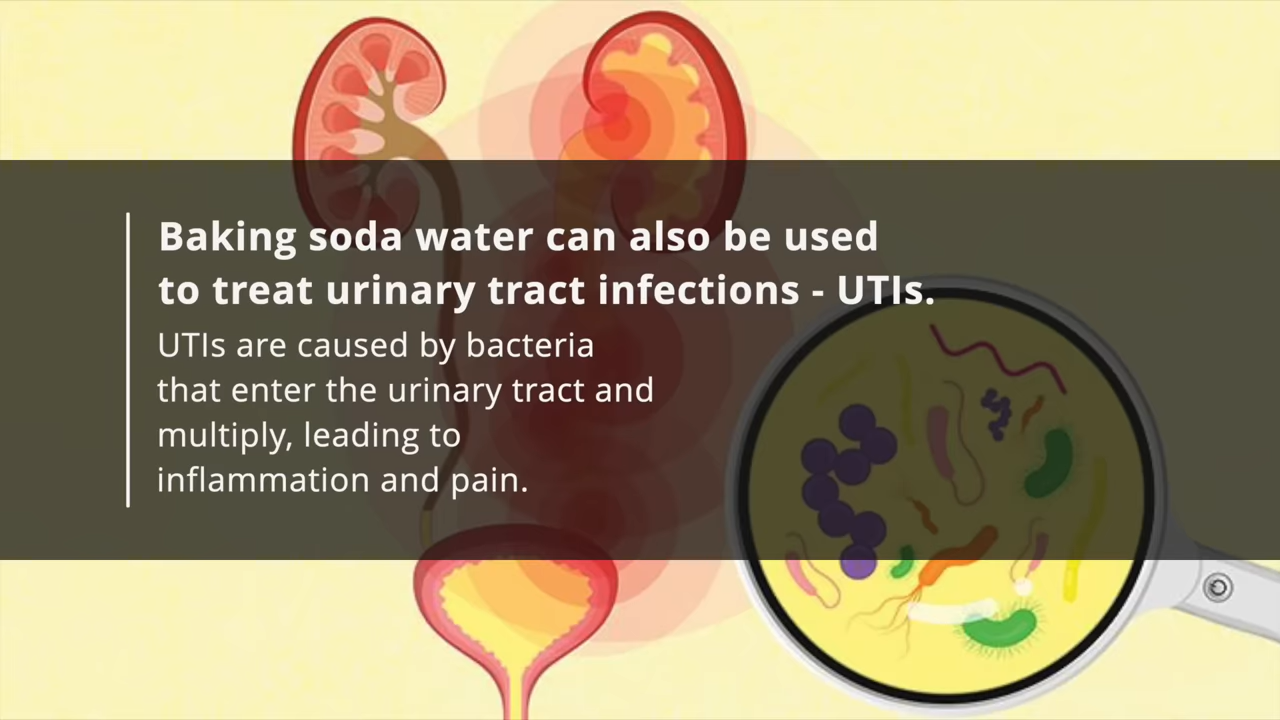 Baking soda water can also be used
to treat urinary tract infections - UTIs.
UTIs are caused by bacteria
that enter the urinary tract and
multiply, leading to
inflammation and pain.